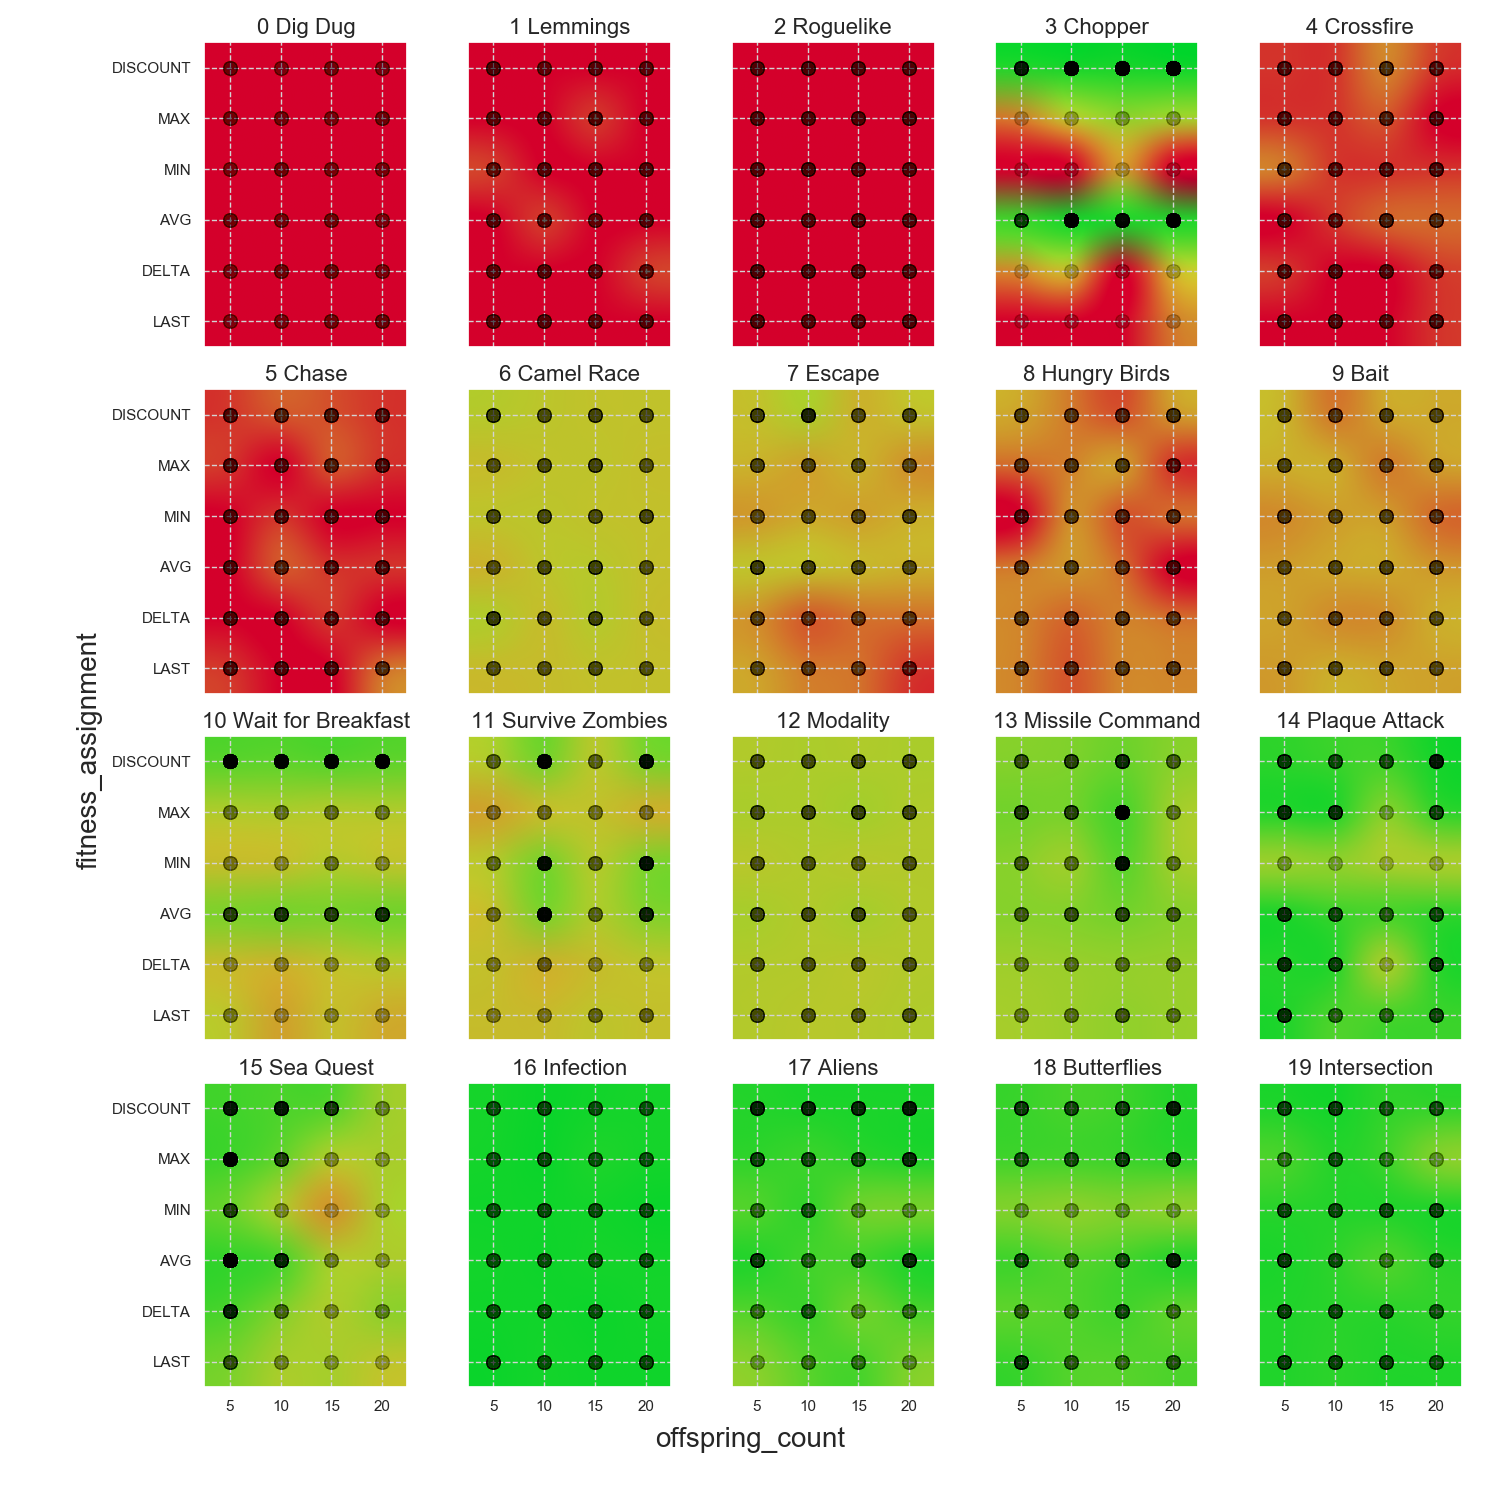 0 Dig Dug
1 Lemmings
2 Roguelike
3 Chopper
4 Crossfire
DISCOUNT
MAX
MIN
AVG
DELTA
LAST
5 Chase
6 Camel Race
7 Escape
8 Hungry Birds
9 Bait
DISCOUNT
MAX
MIN
AVG
DELTA
LAST
fitness_assignment
10 Wait for Breakfast
11 Survive Zombies
12 Modality
13 Missile Command
14 Plaque Attack
DISCOUNT
MAX
MIN
AVG
DELTA
LAST
15 Sea Quest
16 Infection
17 Aliens
18 Butterflies
19 Intersection
DISCOUNT
MAX
MIN
AVG
DELTA
LAST
5 10 15 20
5 10 15 20
5 10 15 20
5 10 15 20
5 10 15 20
offspring_count